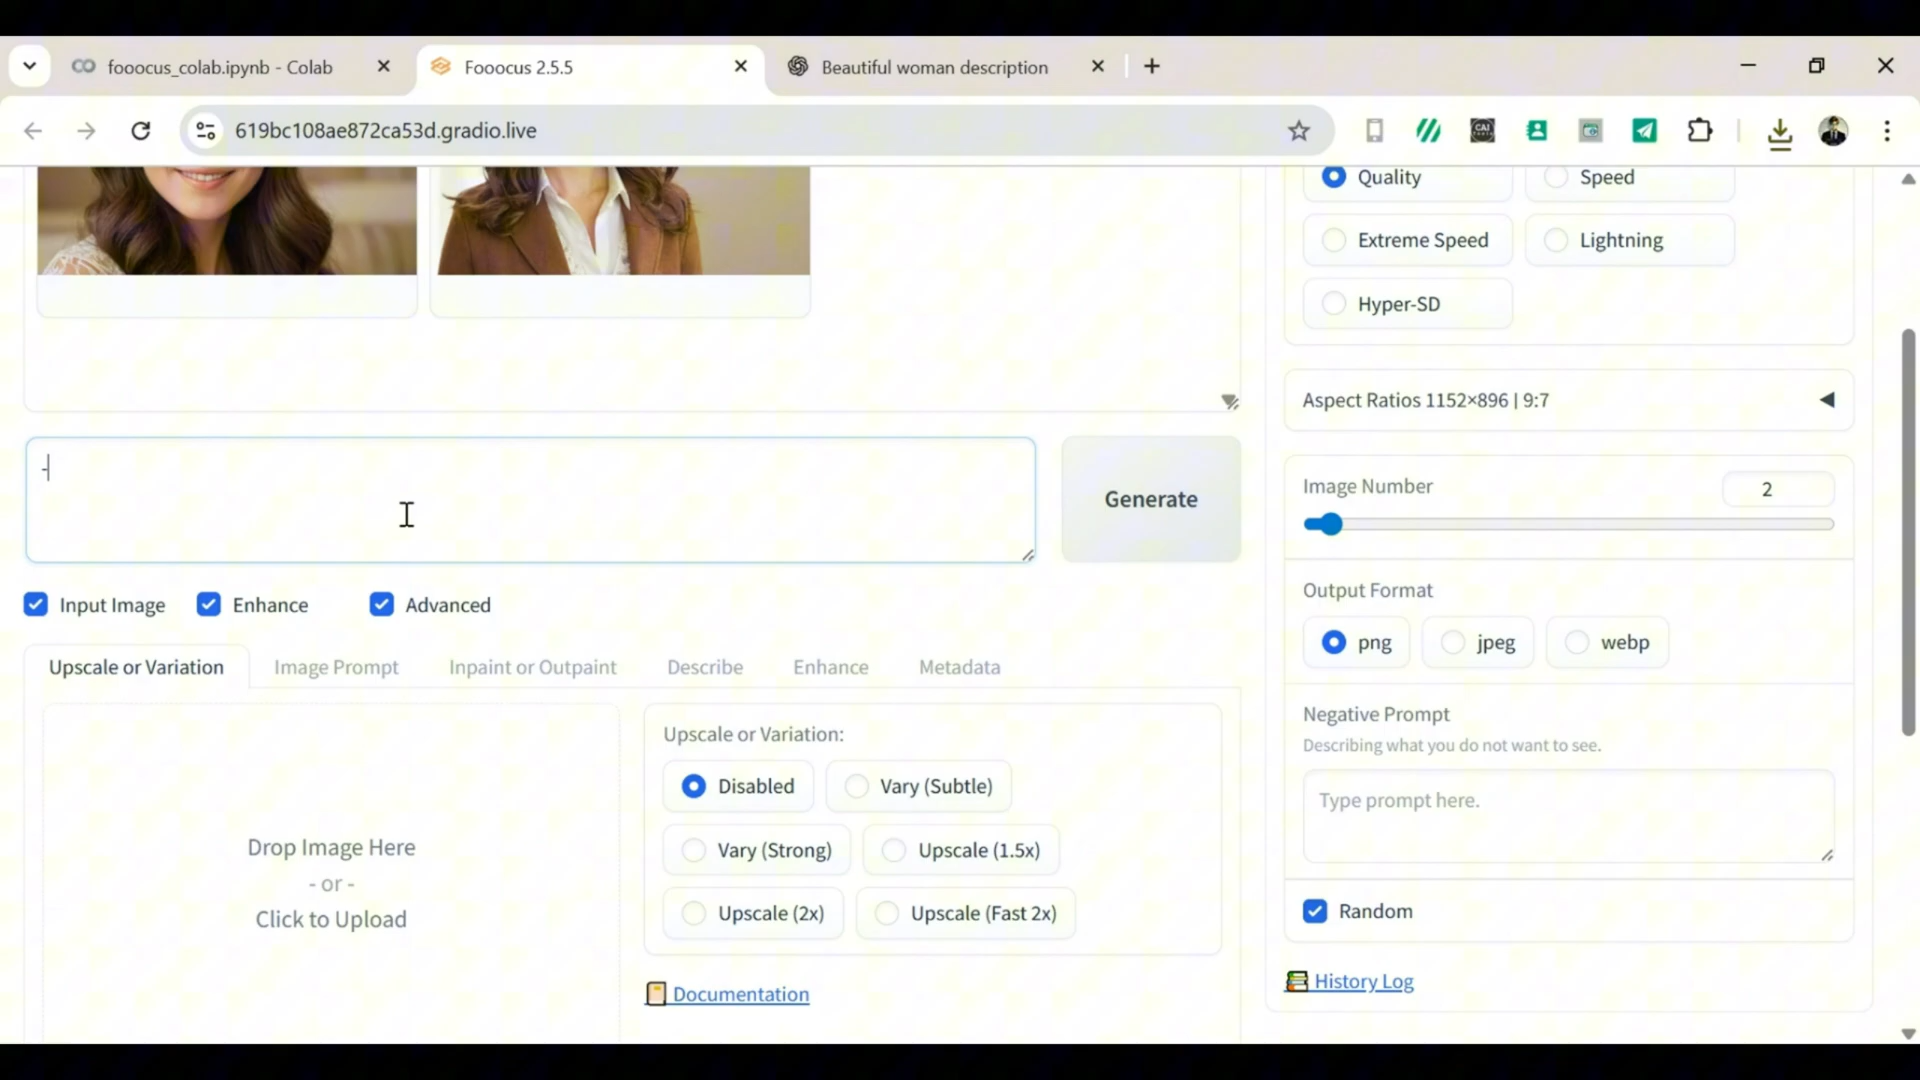 fooocus_colab.ipynb - Colab
Fooocus 2.5.5
Beautiful woman description
619bc108ae872ca53d.gradio.live
CAI
Quality
Speed
Extreme Speed
Lightning
Hyper-SD
Aspect Ratios 1152×896 | 9:7
-
Generate
Image Number
2
Input Image
Enhance
Advanced
Output Format
png
jpeg
webp
Upscale or Variation
Image Prompt
Inpaint or Outpaint
Describe
Enhance
Metadata
Negative Prompt
Describing what you do not want to see.
Type prompt here.
Upscale or Variation:
Disabled
Vary (Subtle)
Vary (Strong)
Upscale (1.5x)
Upscale (2x)
Upscale (Fast 2x)
Drop Image Here
- or -
Click to Upload
Random
Documentation
History Log